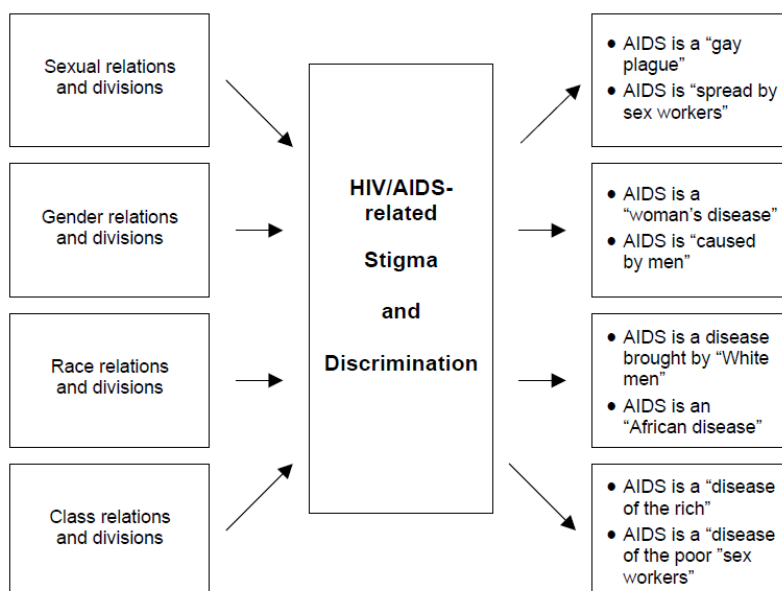 Sexual relations
and divisions
Gender relations
and divisions
Race relations
and divisions
Class relations
and divisions
HIV/AIDS-
related
Stigma
and
Discrimination
● AIDS is a “gay
plague”
● AIDS is “spread by
sex workers”
● AIDS is a
“woman’s disease”
● AIDS is “caused
by men”
● AIDS is a disease
brought by “White
men”
● AIDS is an
“African disease”
● AIDS is a “disease
of the rich”
● AIDS is a “disease
of the poor ”sex
workers”